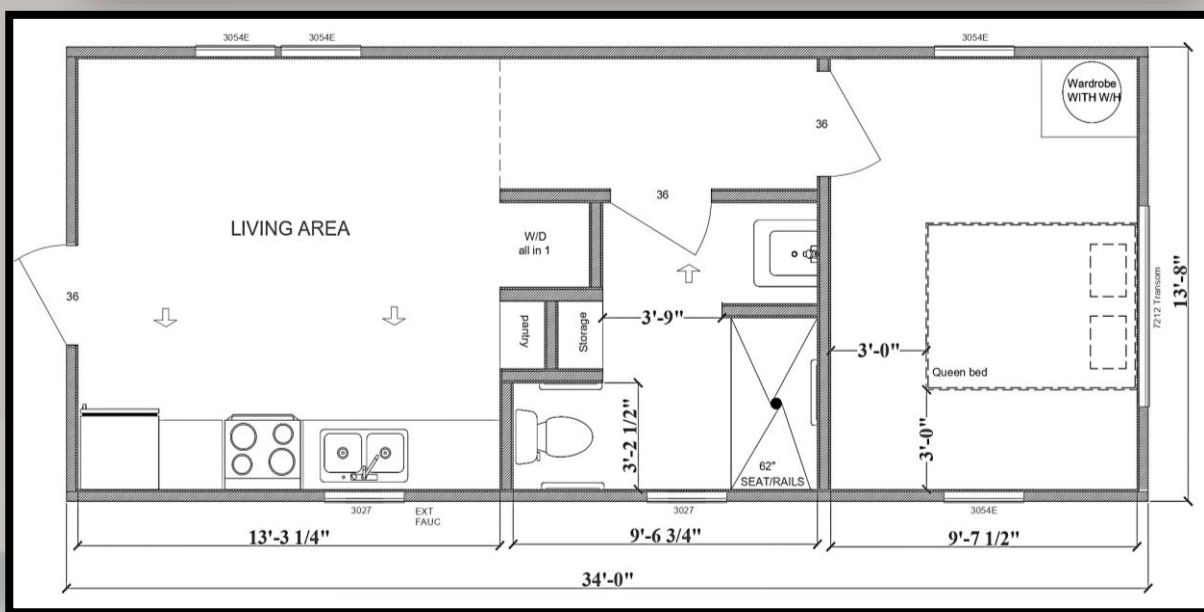 3054E
3054E
3054E
Wardrobe
WITH W/H
36
36
LIVING AREA
W/D
all in 1
36
7212 Transom
13'-8"
pantry
Storage
3'-9"
3'-0"
Queen bed
3'-2 1/2"
3'-0"
62"
SEAT/RAILS
3027
EXT
FAUC
3027
3054E
13'-3 1/4"
9'-6 3/4"
9'-7 1/2"
34'-0"